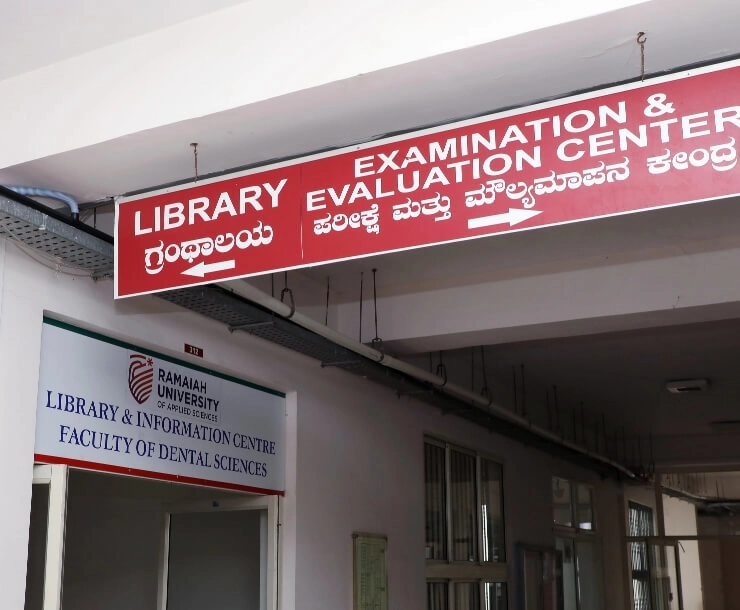 LIBRARY
ಗ್ರಂಥಾಲಯ
EXAMINATION &
EVALUATION CENTER
ಪರೀಕ್ಷೆ ಮತ್ತು ಮೌಲ್ಯಮಾಪನ ಕೇಂದ್ರ
312
RAMAIAH
UNIVERSITY
OF APPLIED SCIENCES
LIBRARY & INFORMATION CENTRE
FACULTY OF DENTAL SCIENCES